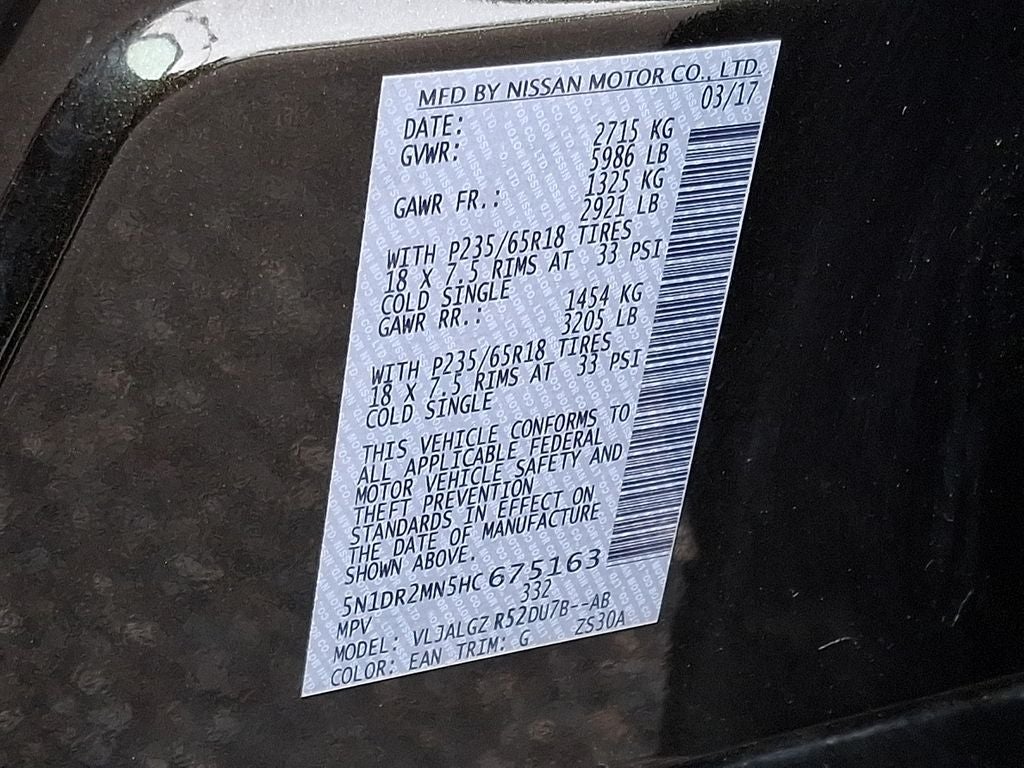 MFD BY NISSAN MOTOR CO., LTD.
DATE: 03/17
GVWR: 2715 KG
5986 LB
GAWR FR.: 1325 KG
2921 LB
WITH P235/65R18 TIRES
18 X 7.5 RIMS AT 33 PSI
COLD SINGLE
GAWR RR.: 1454 KG
3205 LB
WITH P235/65R18 TIRES
18 X 7.5 RIMS AT 33 PSI
COLD SINGLE
THIS VEHICLE CONFORMS TO
ALL APPLICABLE FEDERAL
MOTOR VEHICLE SAFETY AND
THEFT PREVENTION
STANDARDS IN EFFECT ON
THE DATE OF MANUFACTURE
SHOWN ABOVE.
5N1DR2MN5HC675163
MPV 332
MODEL: VLJALGZ R52DU7B--AB
COLOR: EAN TRIM: G ZS30A